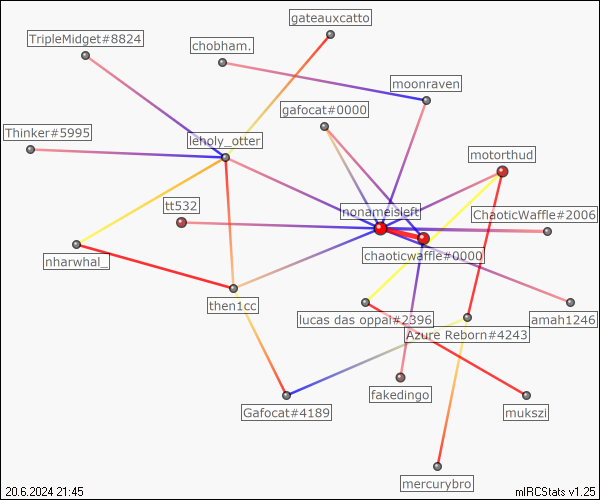 gateauxcatto
TripleMidget#8824
chobham.
moonraven
gafocat#0000
Thinker#5995
leholy_otter
motorthud
tt532
nonameisleft
ChaoticWaffle#2006
chaoticwaffle#0000
nharwhal_
then1cc
lucas das oppai#2396
amah1246
Azure Reborn#4243
fakedingo
Gafocat#4189
mukszi
mercurybro
20.6.2024 21:45
mIRCStats v1.25